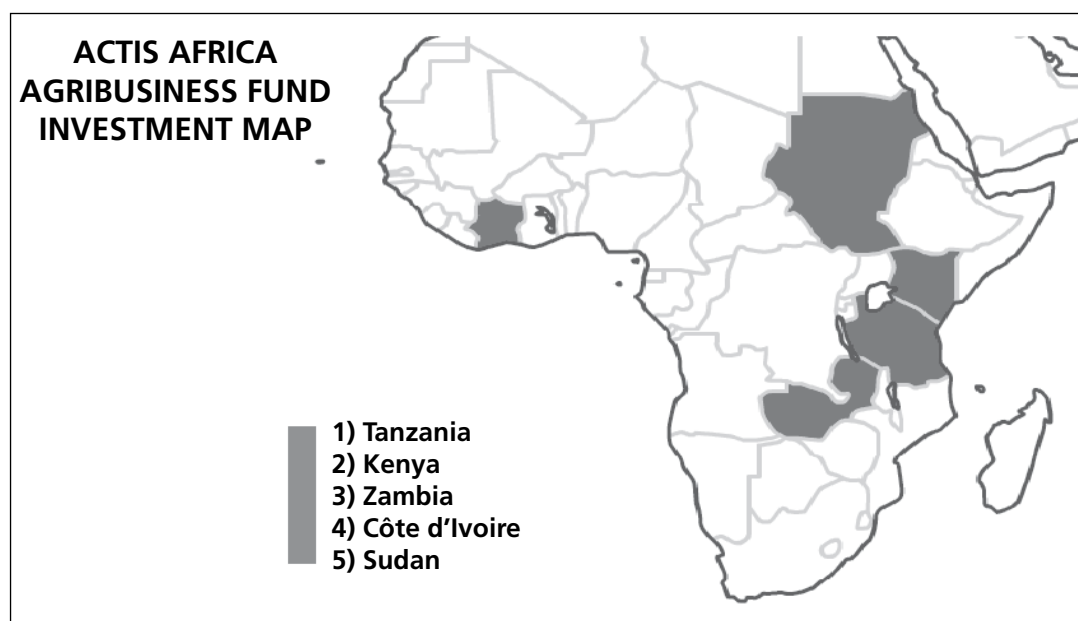 ACTIS AFRICA
AGRIBUSINESS FUND
INVESTMENT MAP
1) Tanzania
2) Kenya
3) Zambia
4) Côte d’Ivoire
5) Sudan